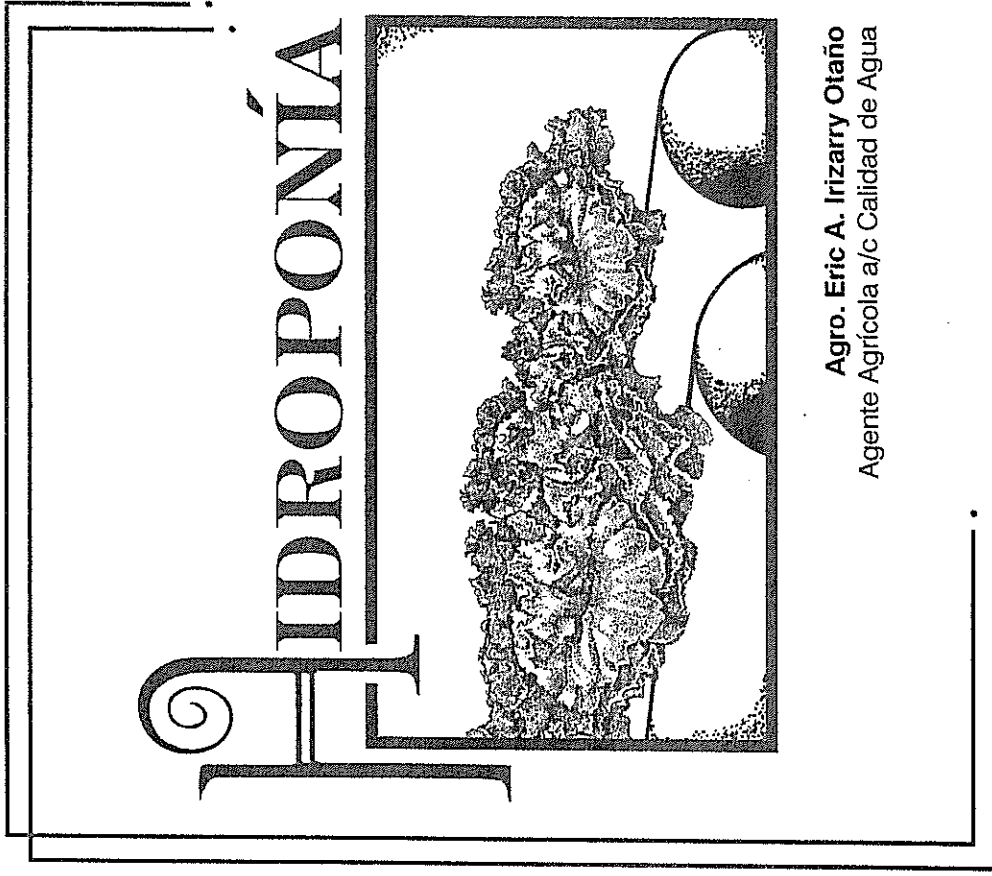 HIDROPONÍA
Agro. Eric A. Irizarry Otaño
Agente Agrícola a/c Calidad de Agua